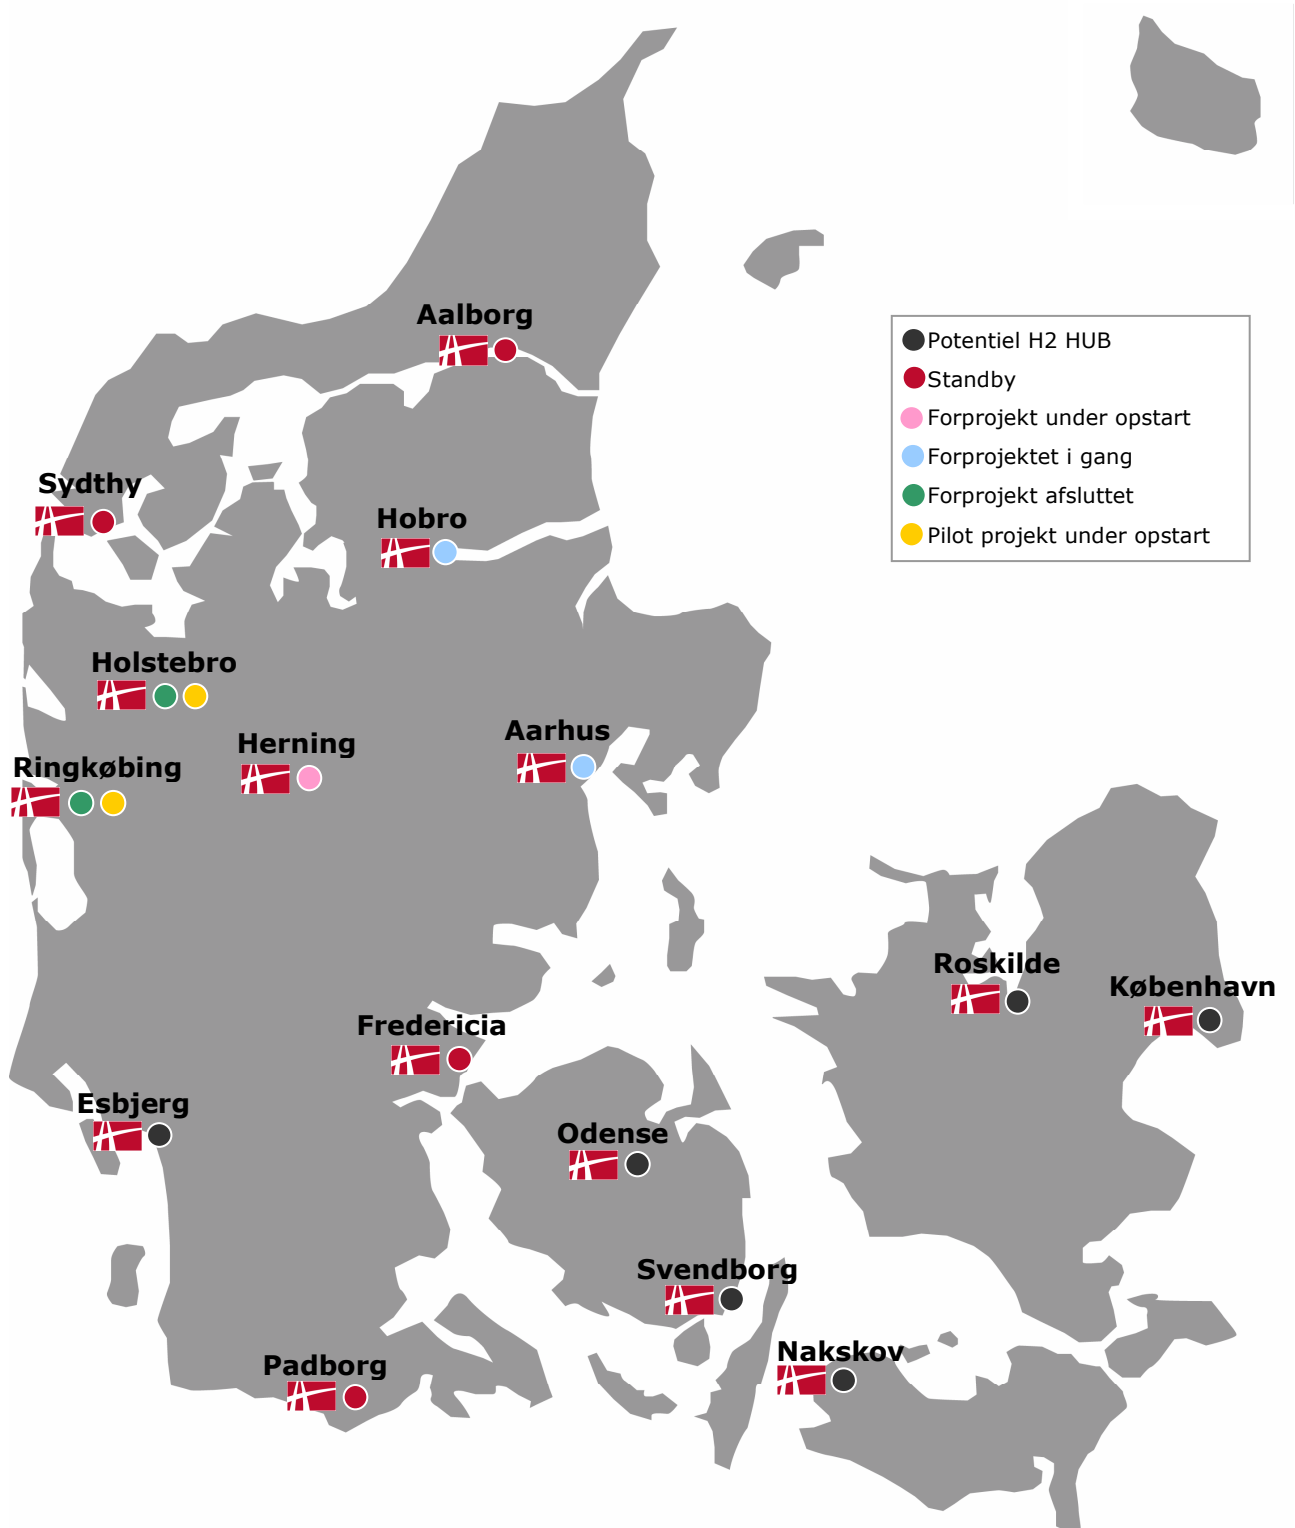 Aalborg
Potentiel H2 HUB
Standby
Forprojekt under opstart
Forprojektet i gang
Forprojekt afsluttet
Pilot projekt under opstart
Sydthy
Hobro
Holstebro
Aarhus
Herning
Ringkøbing
Roskilde
København
Fredericia
Esbjerg
Odense
Svendborg
Nakskov
Padborg